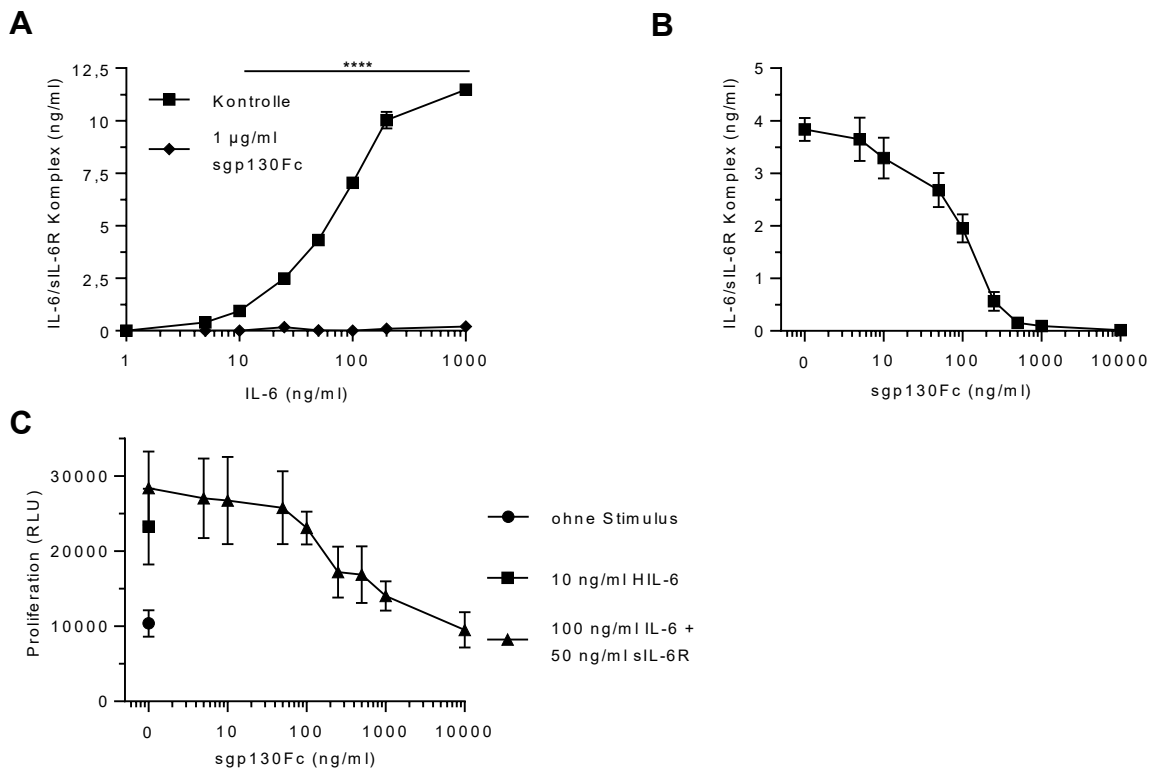 A
IL-6/sIL-6R Komplex (ng/ml)
12,5
10
7,5
5
2,5
0
****
Kontrolle
1 µg/ml
sgp130Fc
1 10 100 1000
IL-6 (ng/ml)
B
IL-6/sIL-6R Komplex (ng/ml)
5
4
3
2
1
0
0 10 100 1000 10000
sgp130Fc (ng/ml)
C
Proliferation (RLU)
30000
20000
10000
0
0 10 100 1000 10000
sgp130Fc (ng/ml)
ohne Stimulus
10 ng/ml HIL-6
100 ng/ml IL-6 +
50 ng/ml sIL-6R